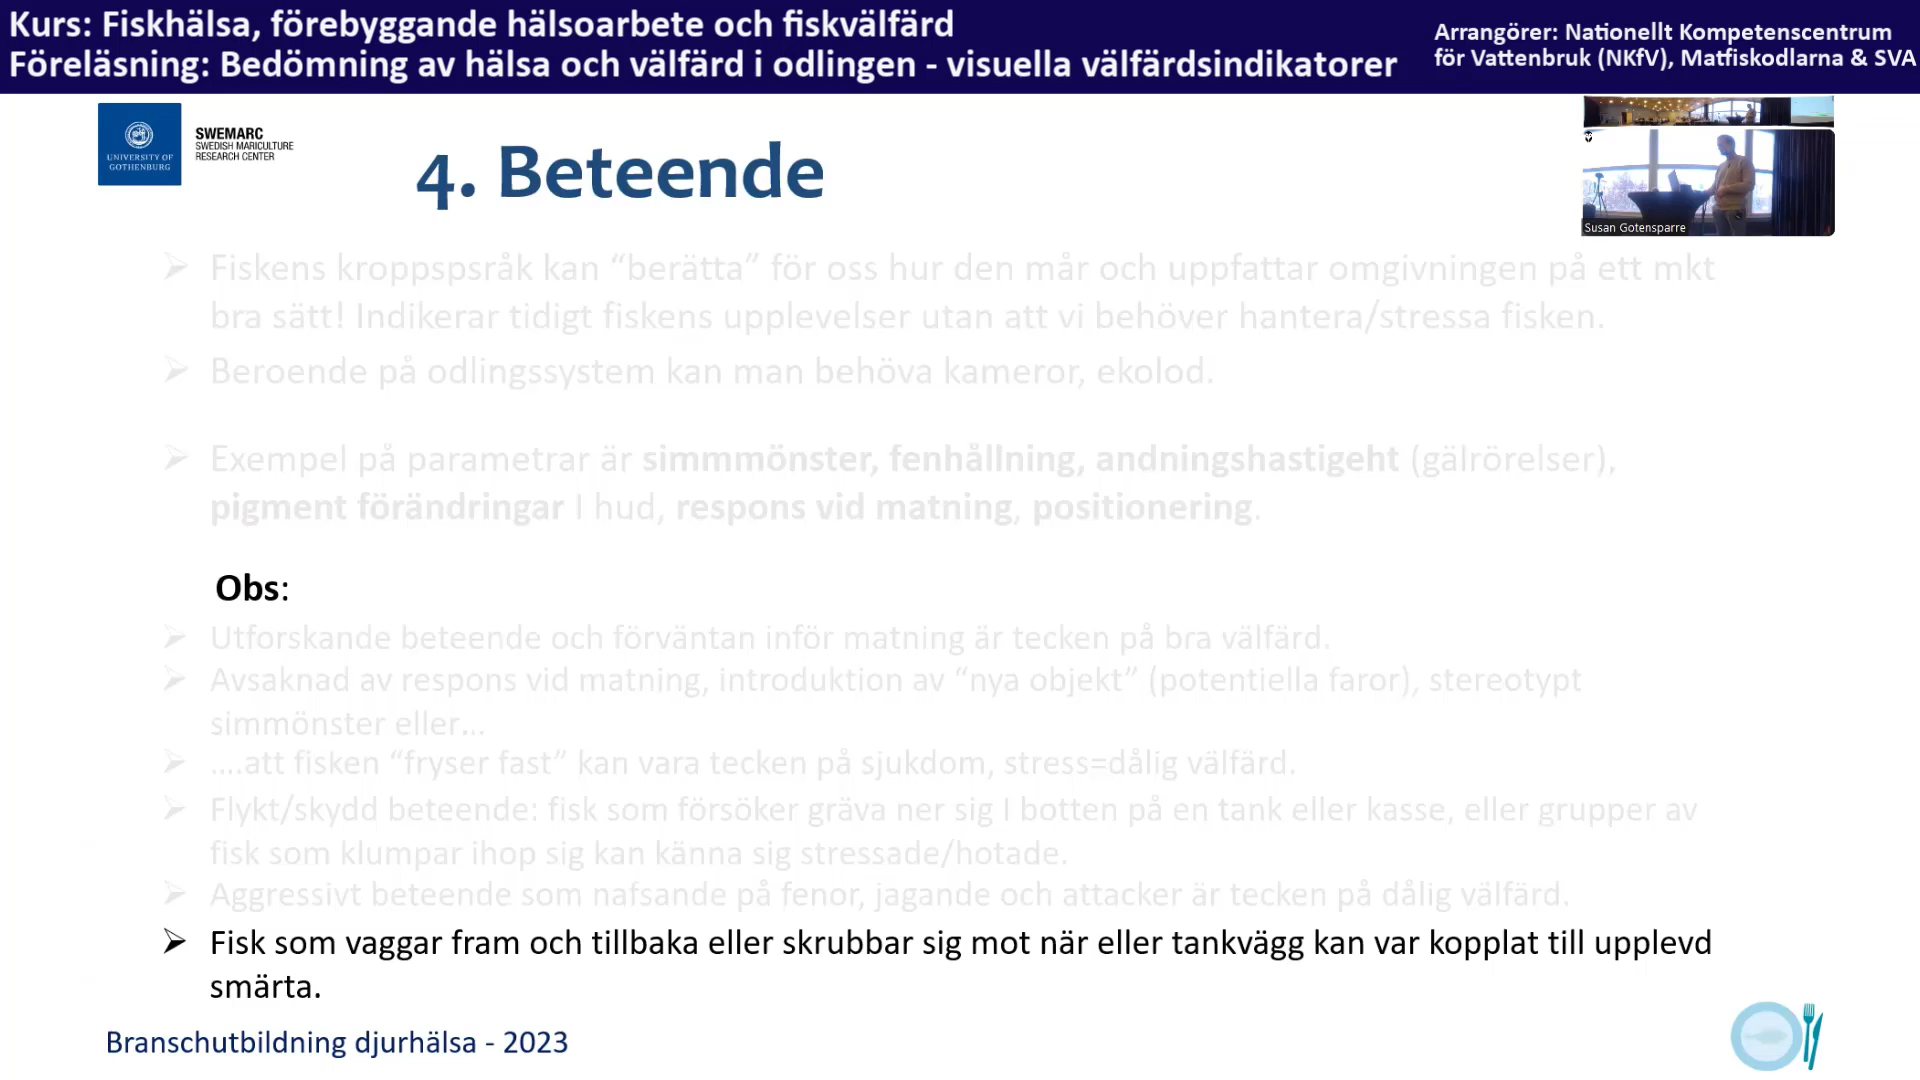 Kurs: Fiskhälsa, förebyggande hälsoarbete och fiskvälfärd
Föreläsning: Bedömning av hälsa och välfärd i odlingen - visuella välfärdsindikatorer
Arrangörer: Nationellt Kompetenscentrum
för Vattenbruk (NKfV), Matfiskodlarna & SVA
UNIVERSITY OF
GOTHENBURG
SWEMARC
SWEDISH MARICULTURE
RESEARCH CENTER
4. Beteende
Susan Gotensparre
Fiskens kroppspsråk kan “berätta” för oss hur den mår och uppfattar omgivningen på ett mkt
bra sätt! Indikerar tidigt fiskens upplevelser utan att vi behöver hantera/stressa fisken.
Beroende på odlingssystem kan man behöva kameror, ekolod.
Exempel på parametrar är simmmönster, fenhållning, andningshastigeht (gälrörelser),
pigment förändringar I hud, respons vid matning, positionering.
Obs:
Utforskande beteende och förväntan inför matning är tecken på bra välfärd.
Avsaknad av respons vid matning, introduktion av “nya objekt” (potentiella faror), stereotypt
simmönster eller...
....att fisken “fryser fast” kan vara tecken på sjukdom, stress=dålig välfärd.
Flykt/skydd beteende: fisk som försöker gräva ner sig I botten på en tank eller kasse, eller grupper av
fisk som klumpar ihop sig kan känna sig stressade/hotade.
Aggressivt beteende som nafsande på fenor, jagande och attacker är tecken på dålig välfärd.
Fisk som vaggar fram och tillbaka eller skrubbar sig mot när eller tankvägg kan var kopplat till upplevd
smärta.
Branschutbildning djurhälsa - 2023